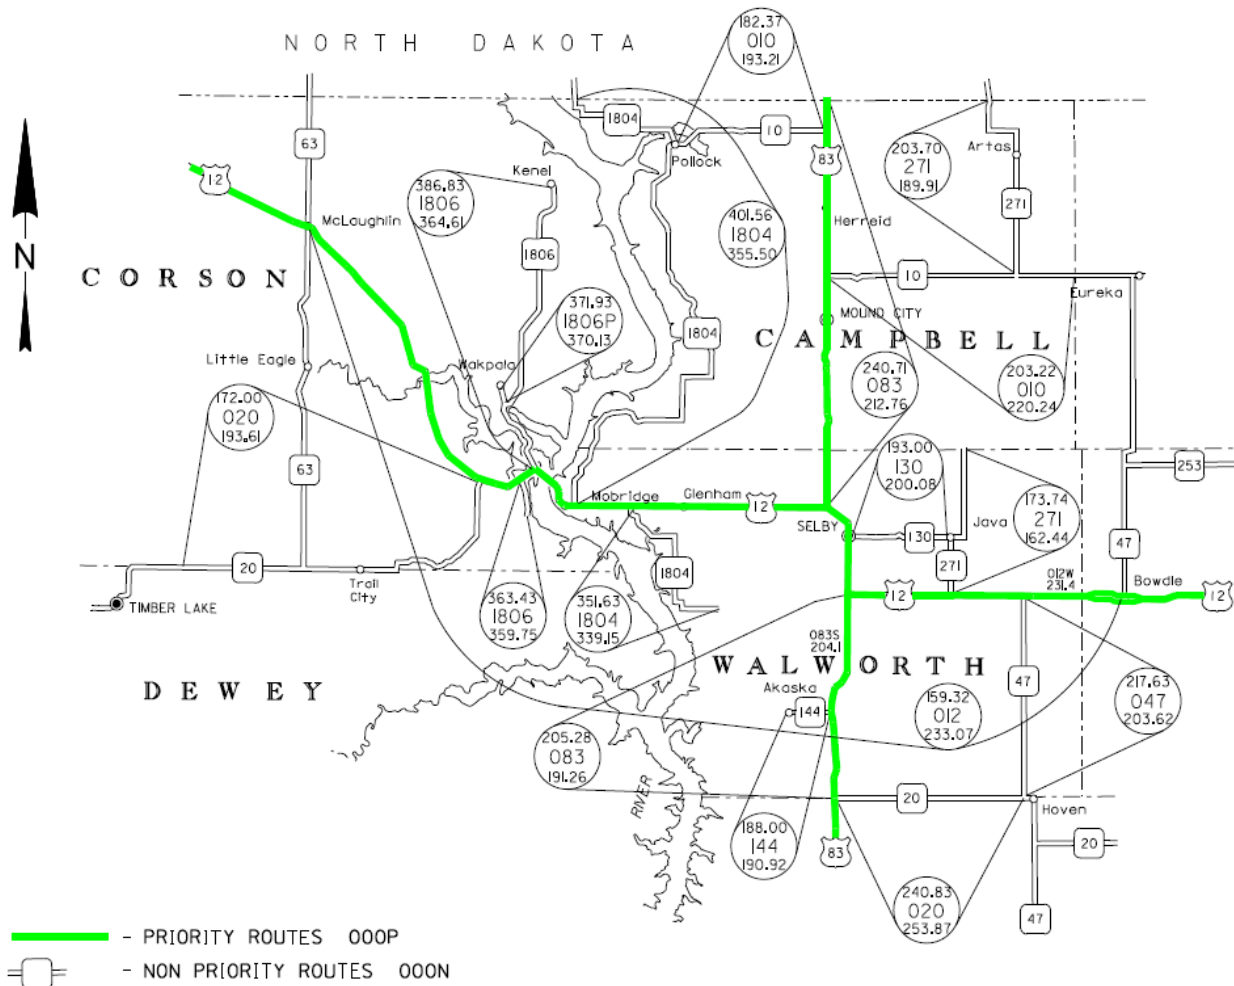 NORTH DAKOTA
182.37
010
193.21
1804
10
Pollock
63
83
Artas
203.70
271
189.91
12
Kenel
386.83
1806
364.61
271
McLaughlin
Herreid
401.56
1804
355.50
N
CORSON
1806
10
Eureka
371.93
1806P
370.13
MOUND CITY
1804
CAMPBELL
Little Eagle
Wakpala
240.71
083
212.76
203.22
010
220.24
172.00
020
193.61
193.00
130
200.08
63
253
Mobridge
Glenham
12
SELBY
Java
173.74
271
162.44
130
47
20
Trail
City
1804
271
012W
231.4
Bowdle
TIMBER LAKE
363.43
1806
359.75
351.63
1804
339.15
12
12
083S
204.1
WALWORTH
DEWEY
Akaska
47
217.63
047
203.62
144
159.32
012
233.07
205.28
083
191.26
RIVER
20
Hoven
188.00
144
190.92
83
20
240.83
020
253.87
47
- PRIORITY ROUTES 000P
- NON PRIORITY ROUTES 000N